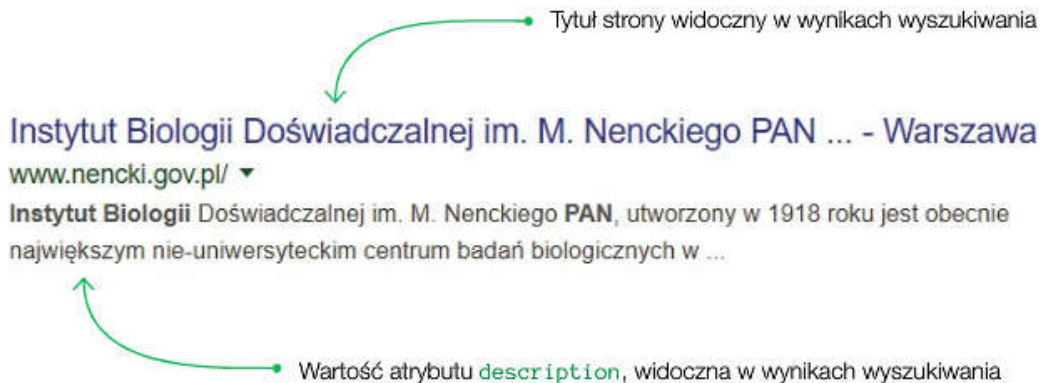 Tytuł strony widoczny w wynikach wyszukiwania
Instytut Biologii Doświadczalnej im. M. Nenckiego PAN ... - Warszawa
www.nencki.gov.pl/
Instytut Biologii Doświadczalnej im. M. Nenckiego PAN, utworzony w 1918 roku jest obecnie
największym nie-uniwersyteckim centrum badań biologicznych w ...
Wartość atrybutu description, widoczna w wynikach wyszukiwania